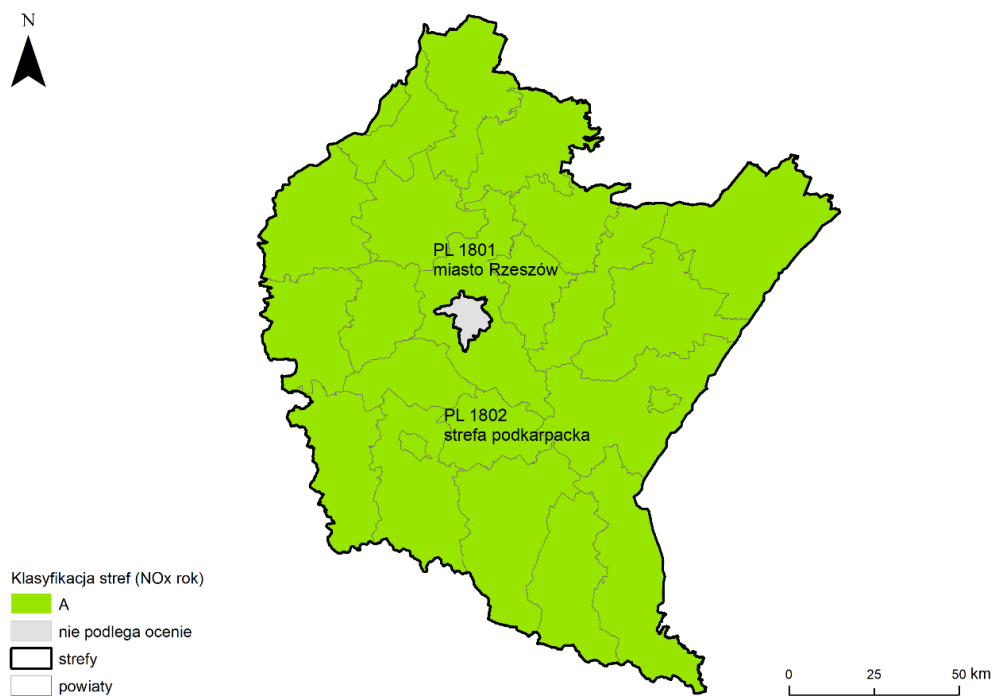 N
PL 1801
miasto Rzeszów
PL 1802
strefa podkarpacka
Klasyfikacja stref (NOx rok)
A
nie podlega ocenie
strefy
powiaty
0 25 50 km